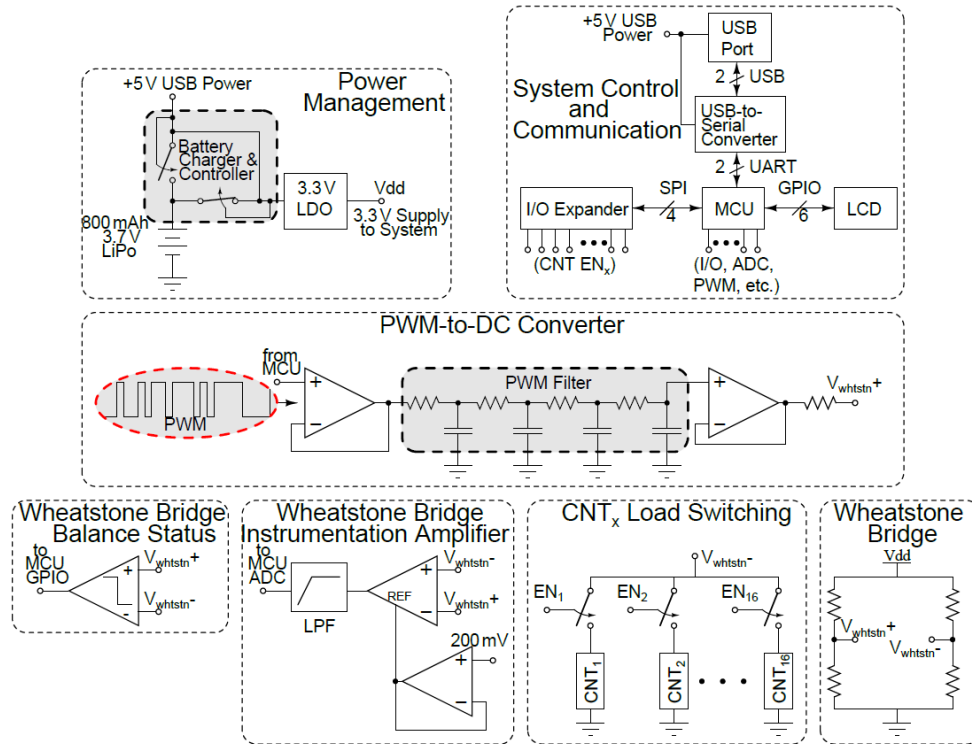 Power
Management
+5 V USB Power
Battery
Charger &
Controller
3.3 V
LDO
Vdd
3.3 V Supply
to System
800 mAh
3.7 V
LiPo
System Control
and
Communication
+5 V USB
Power
USB
Port
2
USB
USB-to-
Serial
Converter
2
UART
I/O Expander
SPI
4
MCU
GPIO
6
LCD
(CNT ENx)
(I/O, ADC,
PWM, etc.)
PWM-to-DC Converter
from
MCU
PWM
+
−
PWM Filter
+
−
Vwhtstn+
Wheatstone Bridge
Balance Status
to
MCU
GPIO
+
Vwhtstn+
-
Vwhtstn-
Wheatstone Bridge
Instrumentation Amplifier
to
MCU
ADC
LPF
REF
+
Vwhtstn-
−
Vwhtstn+
200 mV
+
−
CNTx Load Switching
Vwhtstn-
EN1
EN2
EN16
CNT1
CNT2
CNT16
Wheatstone
Bridge
Vdd
Vwhtstn+
Vwhtstn-